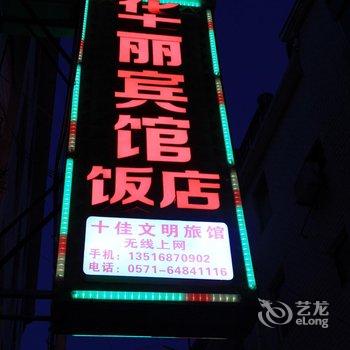 华丽宾馆
饭店
十佳文明旅馆
无线上网
手机：13516870902
电话：0571-64841116
艺龙
eLong